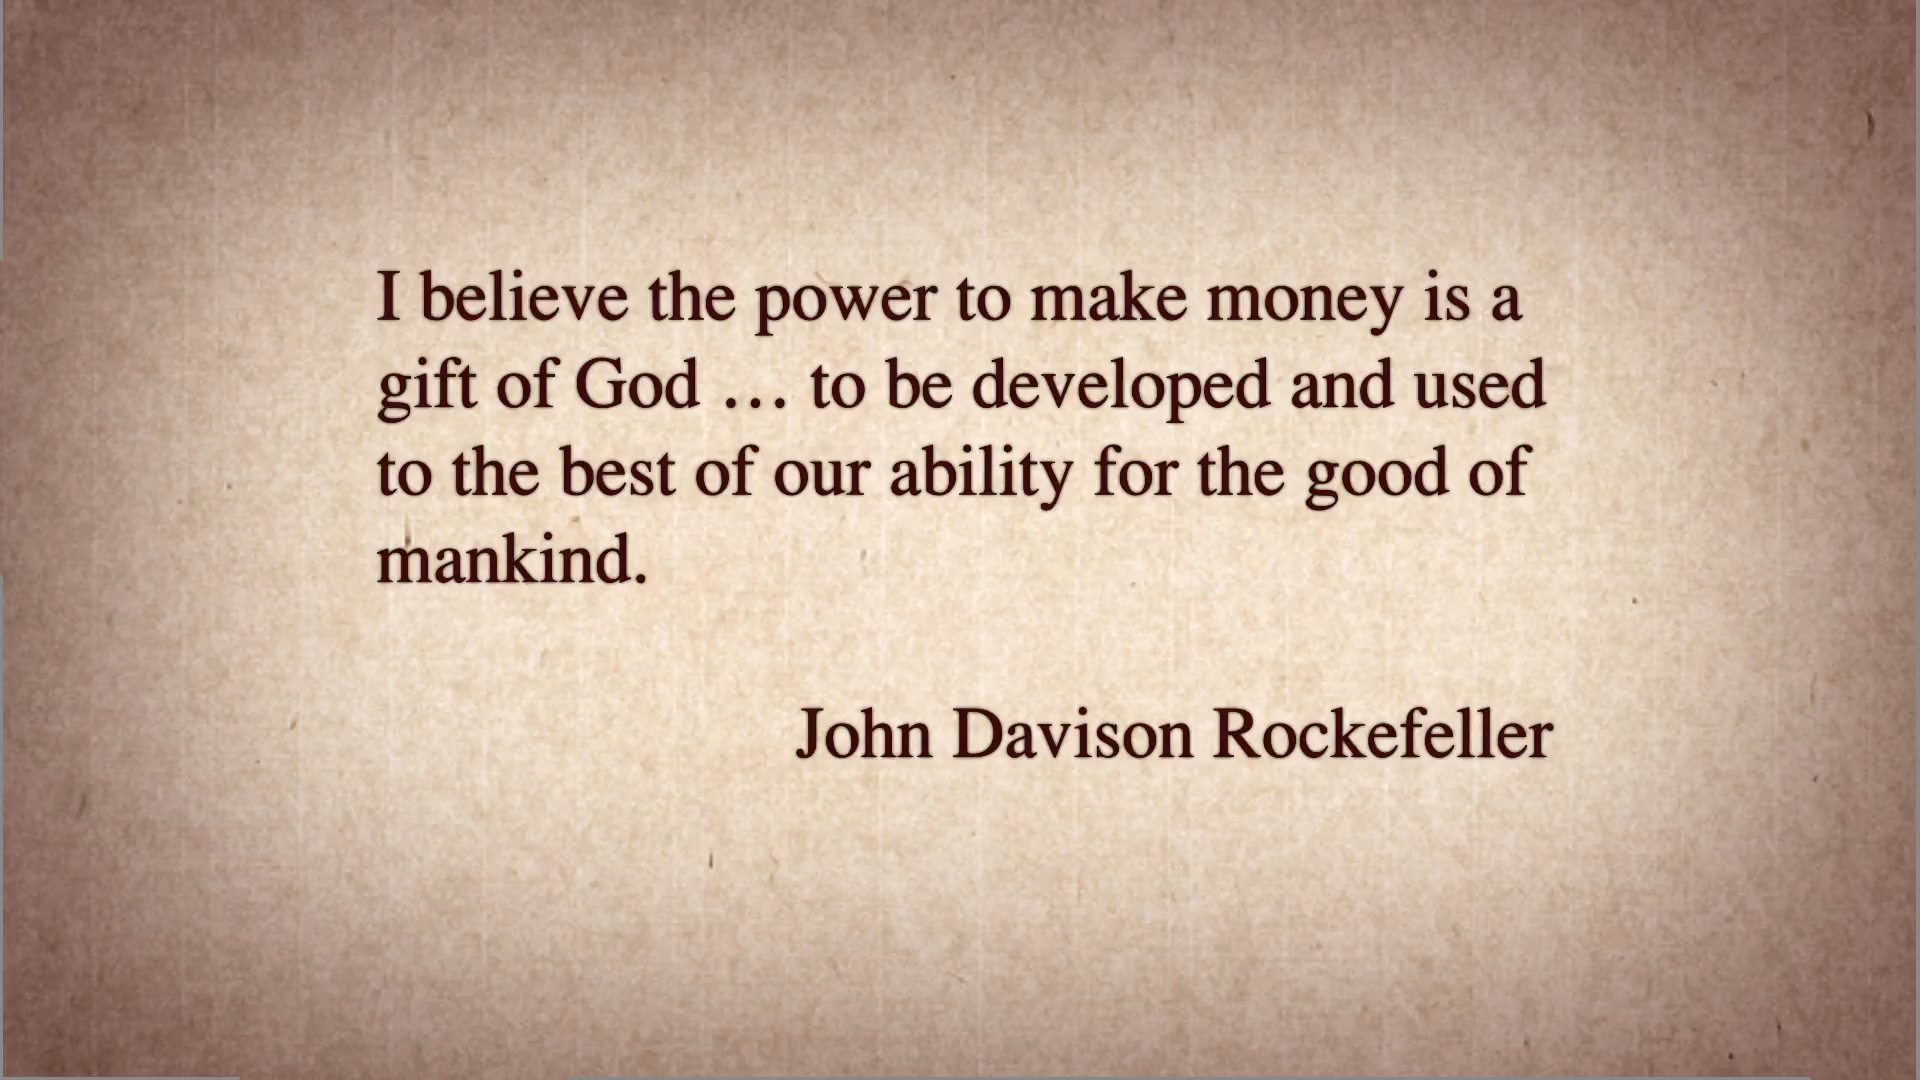 I believe the power to make money is a
gift of God … to be developed and used
to the best of our ability for the good of
mankind.
John Davison Rockefeller